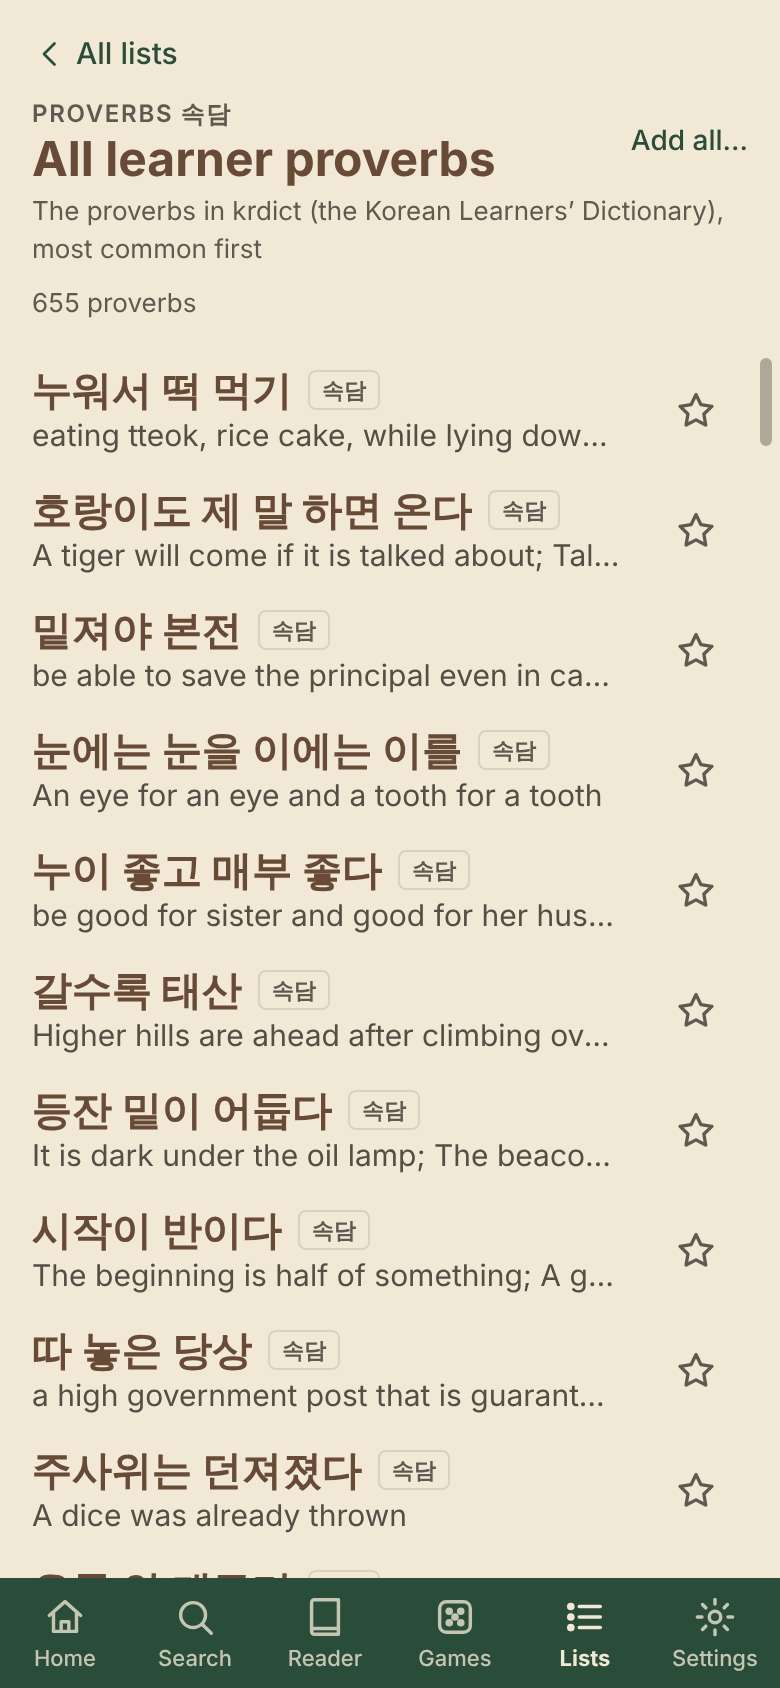 All lists
PROVERBS 속담
All learner proverbs
Add all...
The proverbs in krdict (the Korean Learners’ Dictionary),
most common first
655 proverbs
누워서 떡 먹기 속담
eating tteok, rice cake, while lying dow...
호랑이도 제 말 하면 온다 속담
A tiger will come if it is talked about; Tal...
밑져야 본전 속담
be able to save the principal even in ca...
눈에는 눈을 이에는 이를 속담
An eye for an eye and a tooth for a tooth
누이 좋고 매부 좋다 속담
be good for sister and good for her hus...
갈수록 태산 속담
Higher hills are ahead after climbing ov...
등잔 밑이 어둡다 속담
It is dark under the oil lamp; The beaco...
시작이 반이다 속담
The beginning is half of something; A g...
따 놓은 당상 속담
a high government post that is guarant...
주사위는 던져졌다 속담
A dice was already thrown
Home
Search
Reader
Games
Lists
Settings